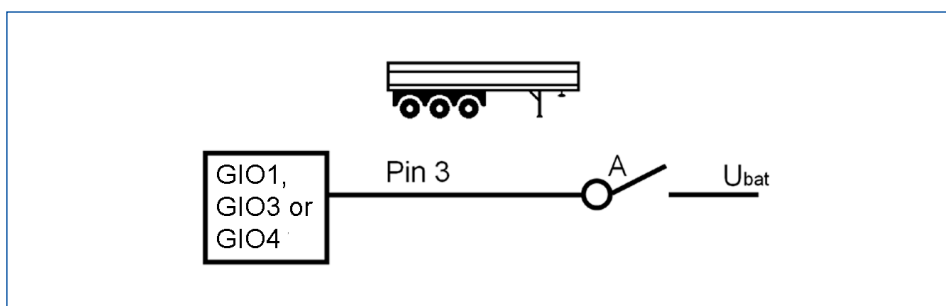 GIO1,
GIO3 or
GIO4
Pin 3
A
Ubat